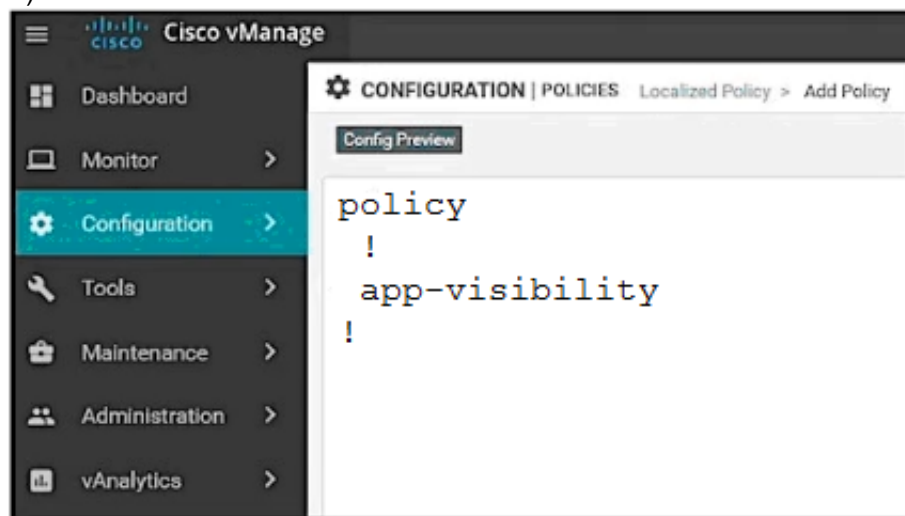 CISCO Cisco vManage
Dashboard
Monitor >
Configuration >
Tools >
Maintenance >
Administration >
vAnalytics >
CONFIGURATION | POLICIES Localized Policy > Add Policy
Config Preview
policy
!
app-visibility
!